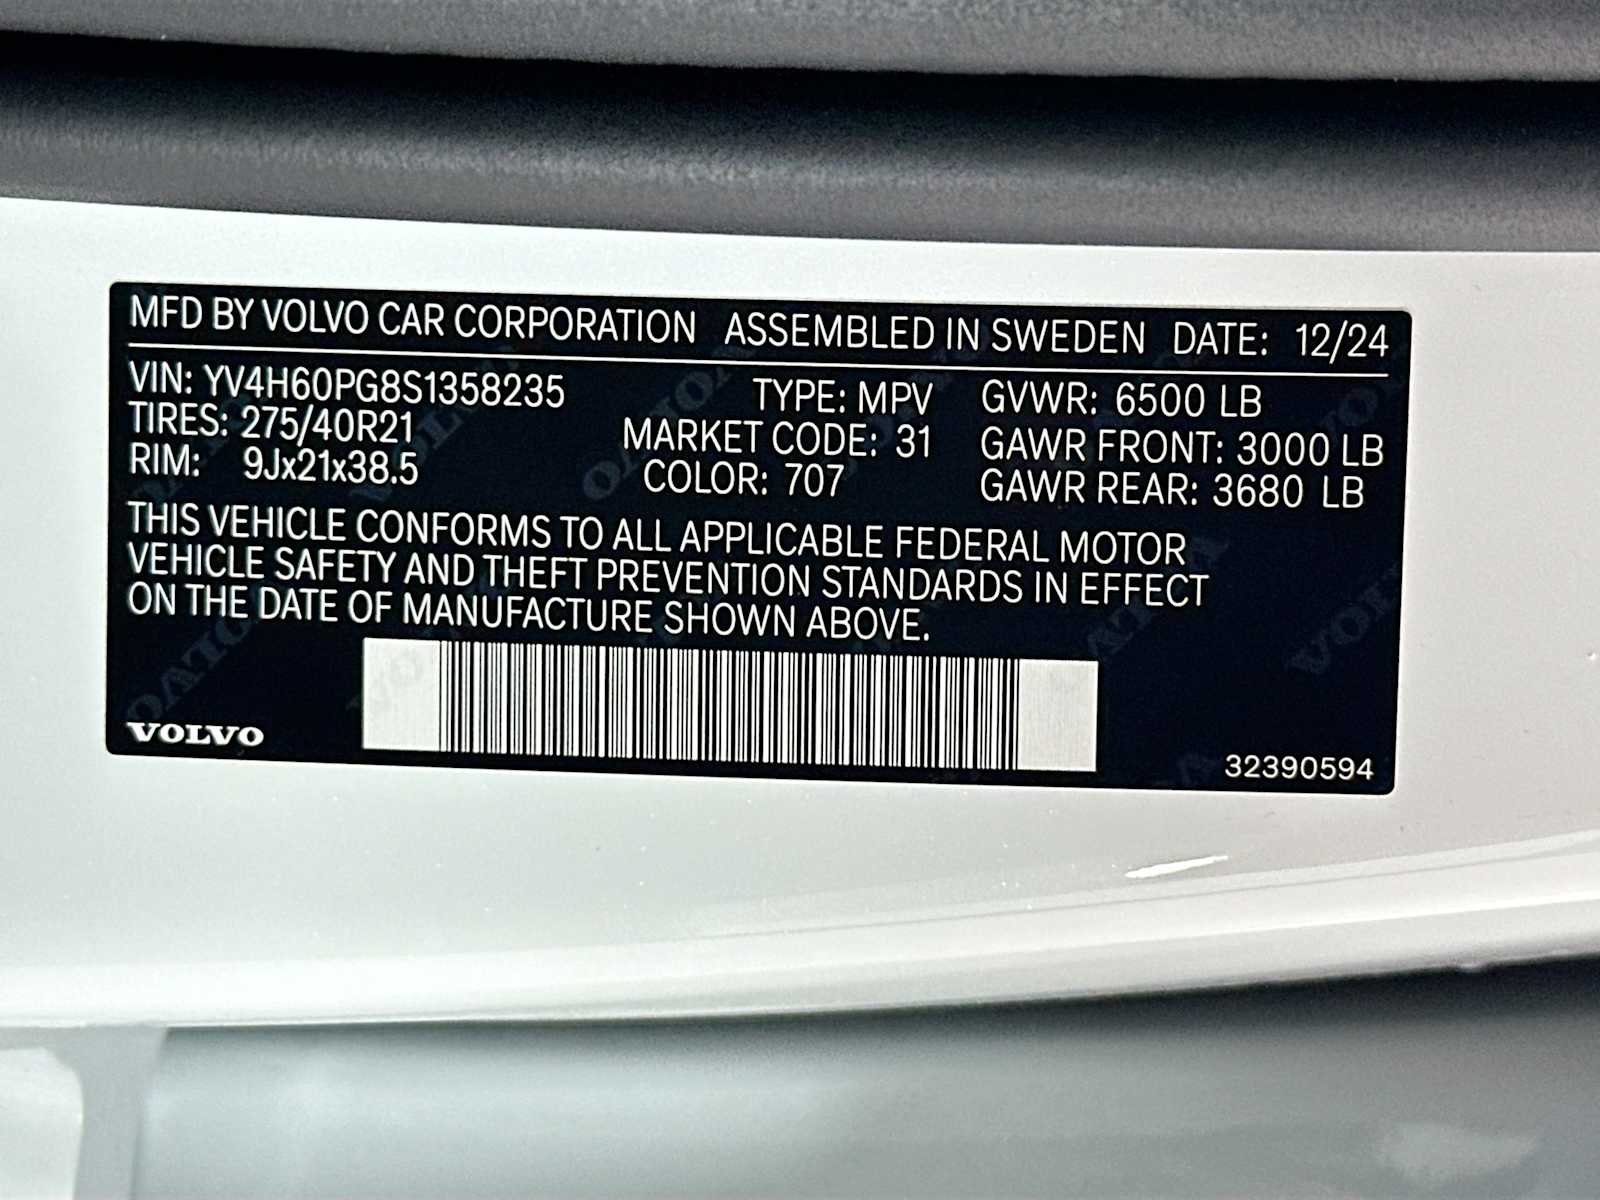 MFD BY VOLVO CAR CORPORATION ASSEMBLED IN SWEDEN DATE: 12/24
VIN: YV4H60PG8S1358235 TYPE: MPV GVWR: 6500 LB
TIRES: 275/40R21 MARKET CODE: 31 GAWR FRONT: 3000 LB
RIM: 9Jx21x38.5 COLOR: 707 GAWR REAR: 3680 LB
THIS VEHICLE CONFORMS TO ALL APPLICABLE FEDERAL MOTOR
VEHICLE SAFETY AND THEFT PREVENTION STANDARDS IN EFFECT
ON THE DATE OF MANUFACTURE SHOWN ABOVE.
VOLVO
32390594